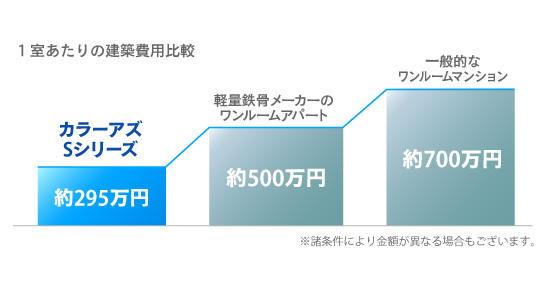 1室あたりの建築費用比較
カラーアズ
Sシリーズ
約295万円
軽量鉄骨メーカーの
ワンルームアパート
約500万円
一般的な
ワンルームマンション
約700万円
※諸条件により金額が異なる場合もございます。